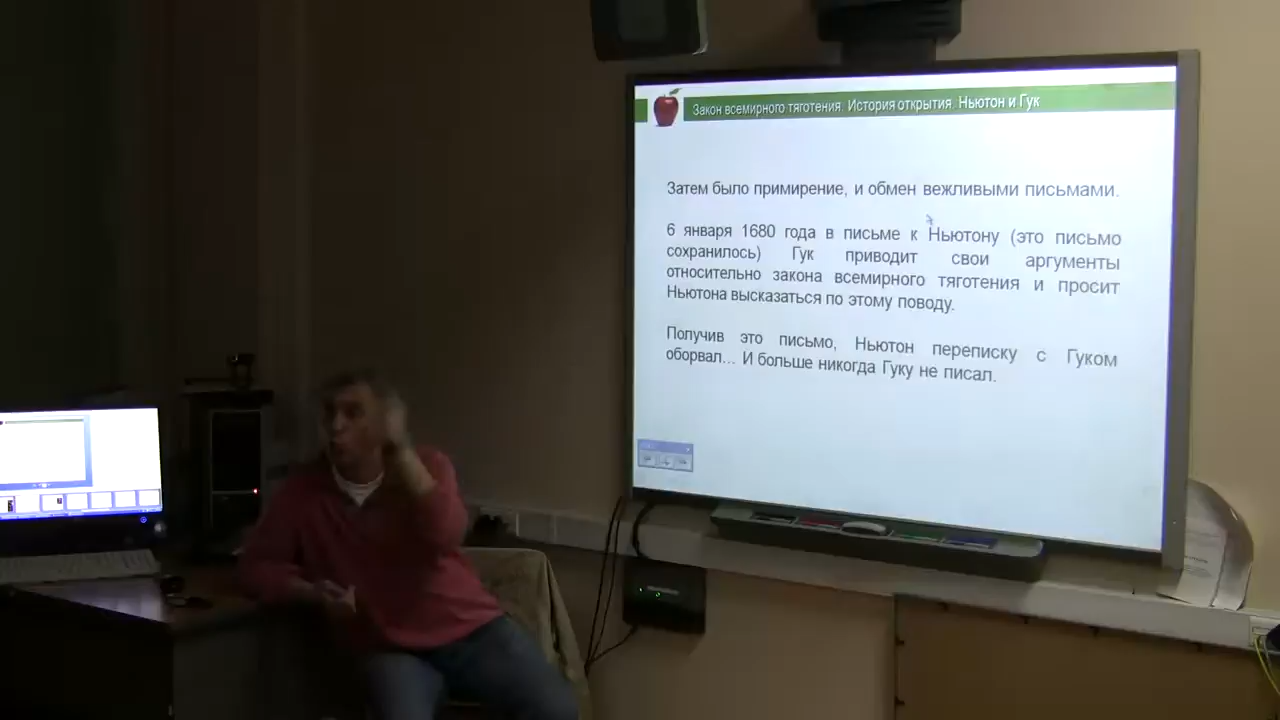 Закон всемирного тяготения. История открытия. Ньютон и Гук
Затем было примирение, и обмен вежливыми письмами.
6 января 1680 года в письме к Ньютону (это письмо
сохранилось) Гук приводит свои аргументы
относительно закона всемирного тяготения и просит
Ньютона высказаться по этому поводу.
Получив это письмо, Ньютон переписку с Гуком
оборвал... И больше никогда Гуку не писал.